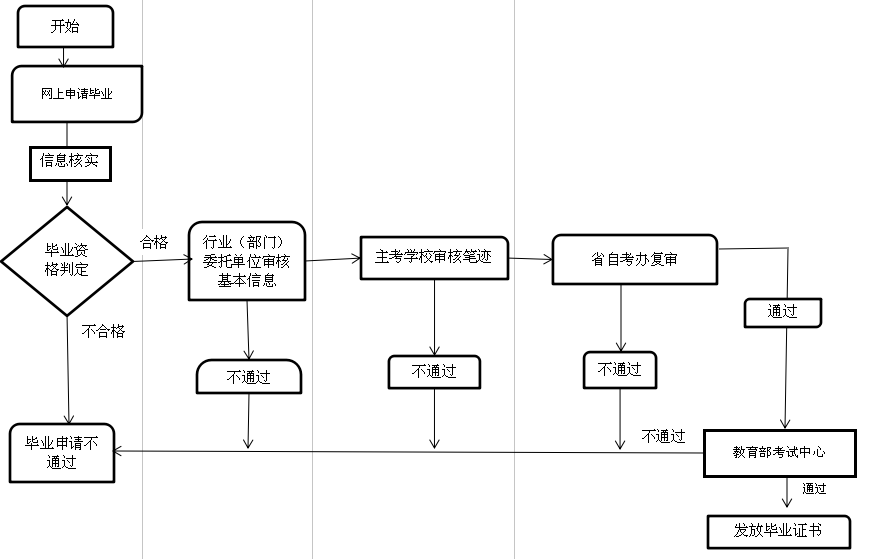 开始
网上申请毕业
信息核实
毕业资
格判定
合格
不合格
行业（部门）
委托单位审核
基本信息
主考学校审核笔迹
省自考办复审
通过
不通过
不通过
不通过
毕业申请不
通过
不通过
教育部考试中心
通过
发放毕业证书